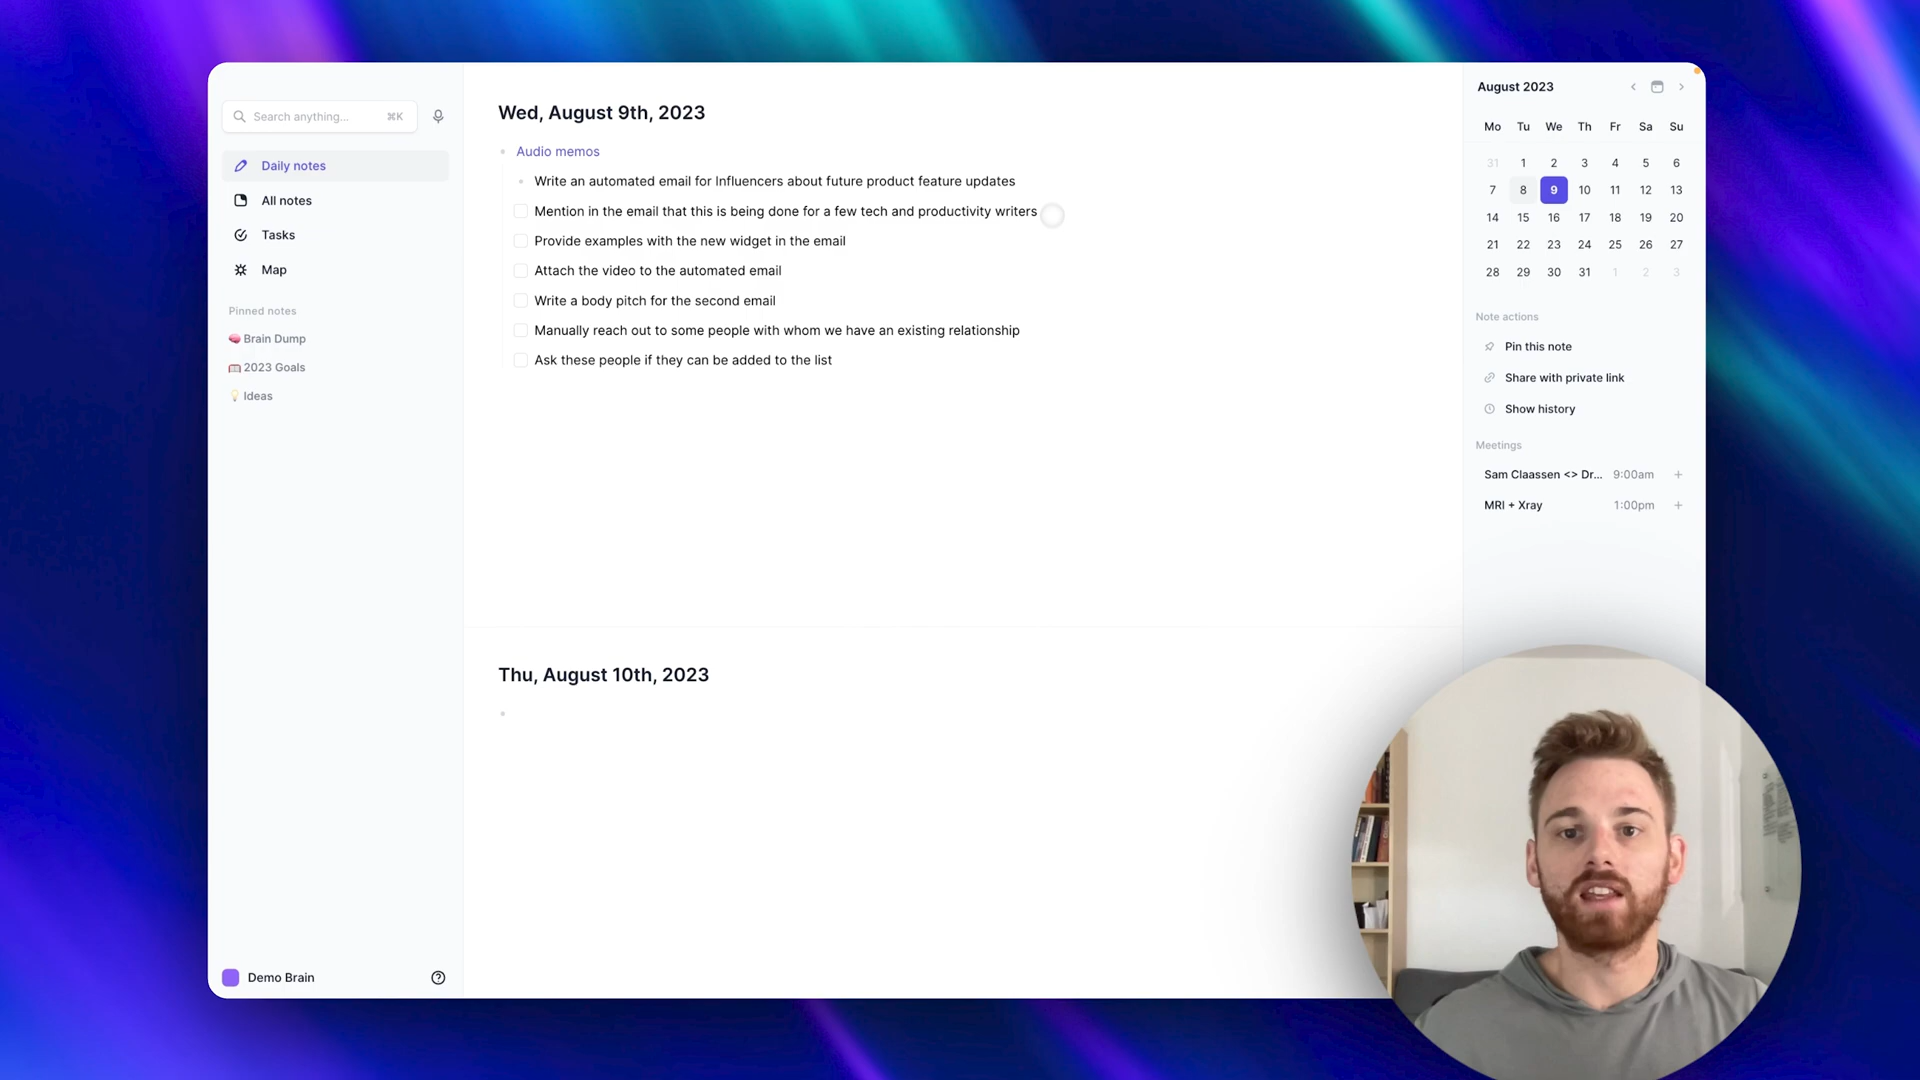 Search anything...
⌘K
Daily notes
All notes
Tasks
Map
Pinned notes
🧠 Brain Dump
📖 2023 Goals
💡 Ideas
Demo Brain
Wed, August 9th, 2023
Audio memos
Write an automated email for Influencers about future product feature updates
Mention in the email that this is being done for a few tech and productivity writers
Provide examples with the new widget in the email
Attach the video to the automated email
Write a body pitch for the second email
Manually reach out to some people with whom we have an existing relationship
Ask these people if they can be added to the list
Thu, August 10th, 2023
August 2023
Mo Tu We Th Fr Sa Su
31 1 2 3 4 5 6
7 8 9 10 11 12 13
14 15 16 17 18 19 20
21 22 23 24 25 26 27
28 29 30 31 1 2 3
Note actions
Pin this note
Share with private link
Show history
Meetings
Sam Claassen <> Dr... 9:00am +
MRI + Xray 1:00pm +